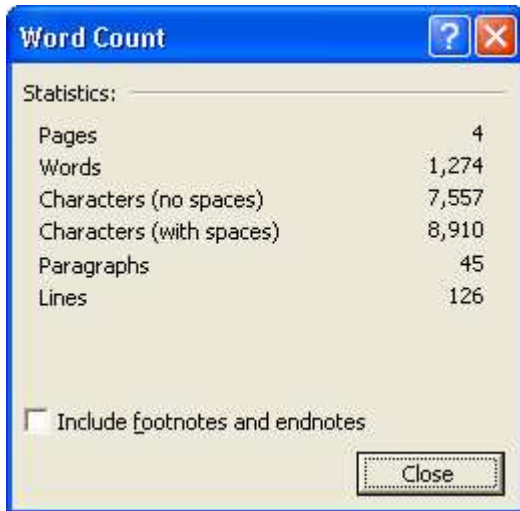 Word Count
Statistics:
Pages 4
Words 1,274
Characters (no spaces) 7,557
Characters (with spaces) 8,910
Paragraphs 45
Lines 126
Include footnotes and endnotes
Close